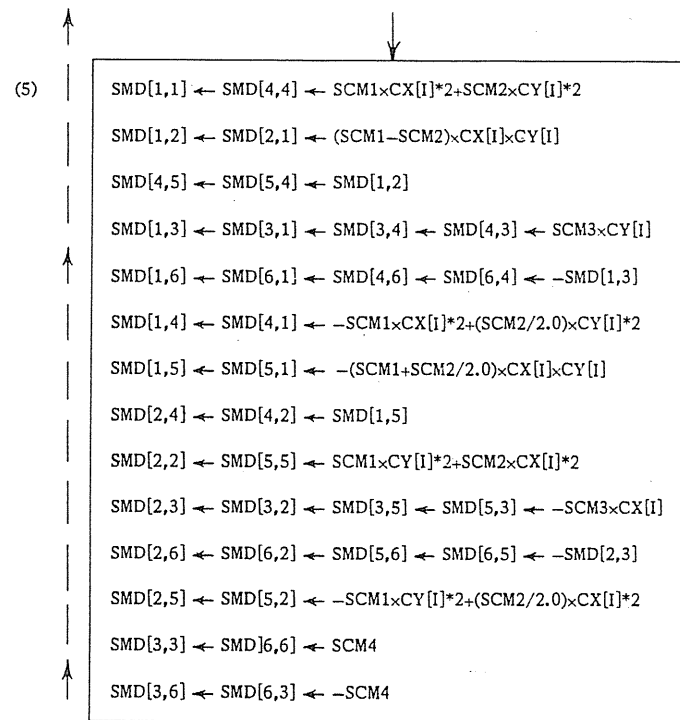 (5) SMD[1,1] ← SMD[4,4] ← SCM1×CX[I]*2+SCM2×CY[I]*2
SMD[1,2] ← SMD[2,1] ← (SCM1−SCM2)×CX[I]×CY[I]
SMD[4,5] ← SMD[5,4] ← SMD[1,2]
SMD[1,3] ← SMD[3,1] ← SMD[3,4] ← SMD[4,3] ← SCM3×CY[I]
SMD[1,6] ← SMD[6,1] ← SMD[4,6] ← SMD[6,4] ← −SMD[1,3]
SMD[1,4] ← SMD[4,1] ← −SCM1×CX[I]*2+(SCM2/2.0)×CY[I]*2
SMD[1,5] ← SMD[5,1] ← −(SCM1+SCM2/2.0)×CX[I]×CY[I]
SMD[2,4] ← SMD[4,2] ← SMD[1,5]
SMD[2,2] ← SMD[5,5] ← SCM1×CY[I]*2+SCM2×CX[I]*2
SMD[2,3] ← SMD[3,2] ← SMD[3,5] ← SMD[5,3] ← −SCM3×CX[I]
SMD[2,6] ← SMD[6,2] ← SMD[5,6] ← SMD[6,5] ← −SMD[2,3]
SMD[2,5] ← SMD[5,2] ← −SCM1×CY[I]*2+(SCM2/2.0)×CX[I]*2
SMD[3,3] ← SMD]6,6] ← SCM4
SMD[3,6] ← SMD[6,3] ← −SCM4